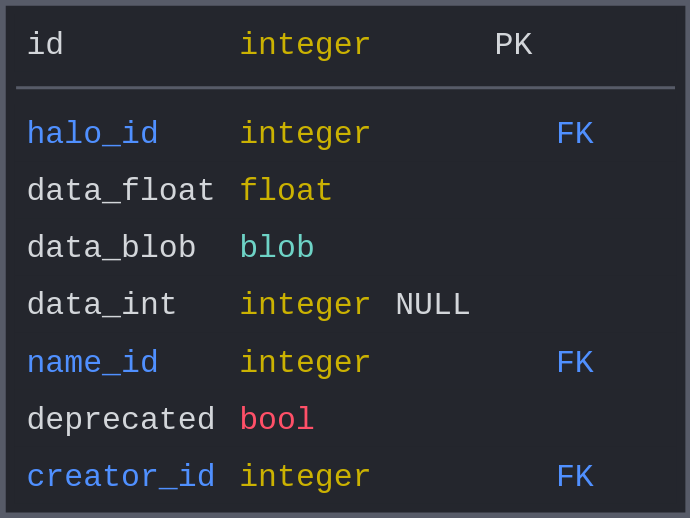 id integer PK
halo_id integer FK
data_float float
data_blob blob
data_int integer NULL
name_id integer FK
deprecated bool
creator_id integer FK